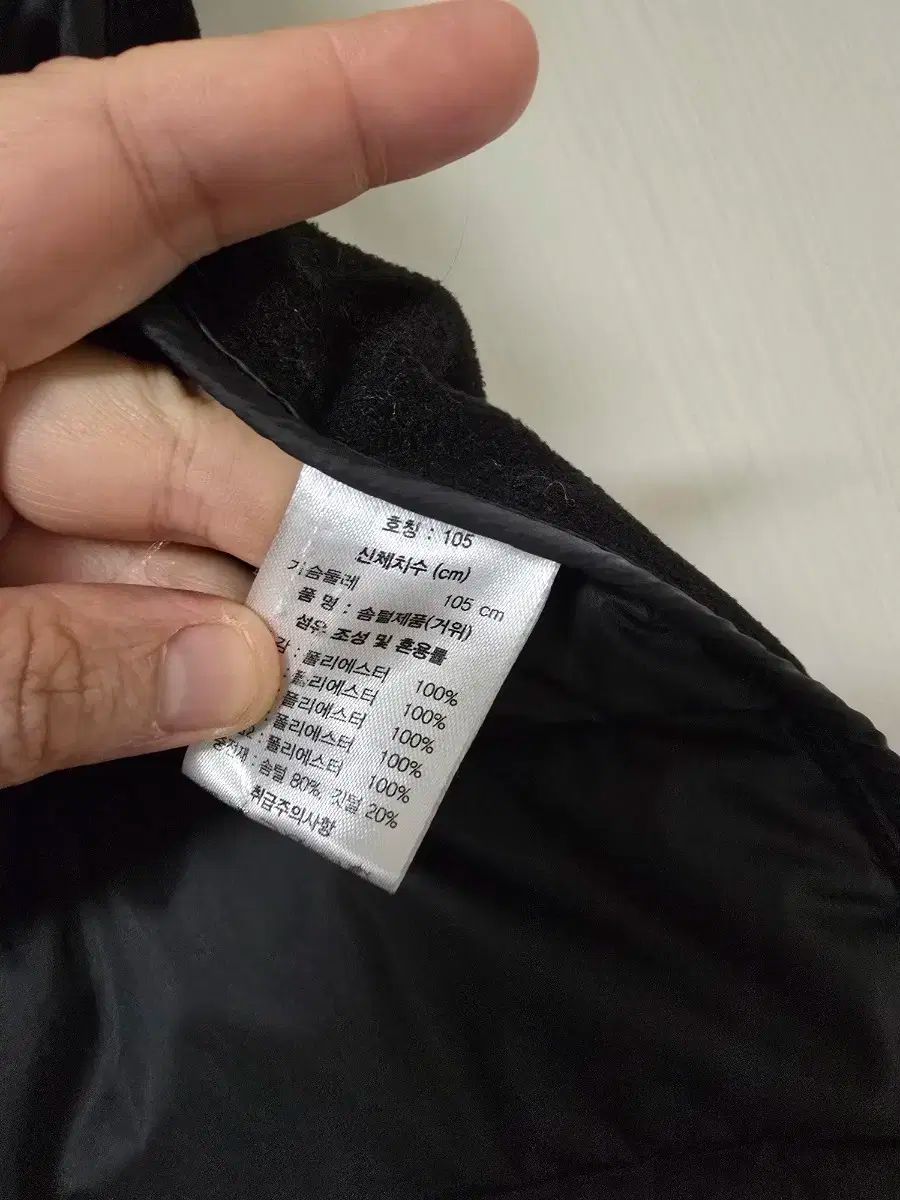 호칭 : 105
신체치수 (cm)
가슴둘레 105 cm
품 명 : 솜털제품(거위)
섬유 조성 및 혼용률
감 : 폴리에스터 100%
폴리에스터 100%
폴리에스터 100%
: 폴리에스터 100%
: 폴리에스터 100%
충전재 : 솜털 80%, 깃털 20%
취급주의사항